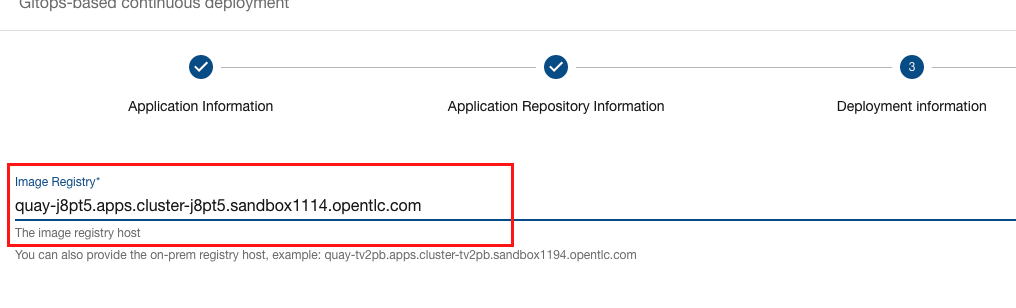 Gitops-based continuous deployment
3
Application Information
Application Repository Information
Deployment information
Image Registry*
quay-j8pt5.apps.cluster-j8pt5.sandbox1114.opentlc.com
The image registry host
You can also provide the on-prem registry host, example: quay-tv2pb.apps.cluster-tv2pb.sandbox1194.opentlc.com